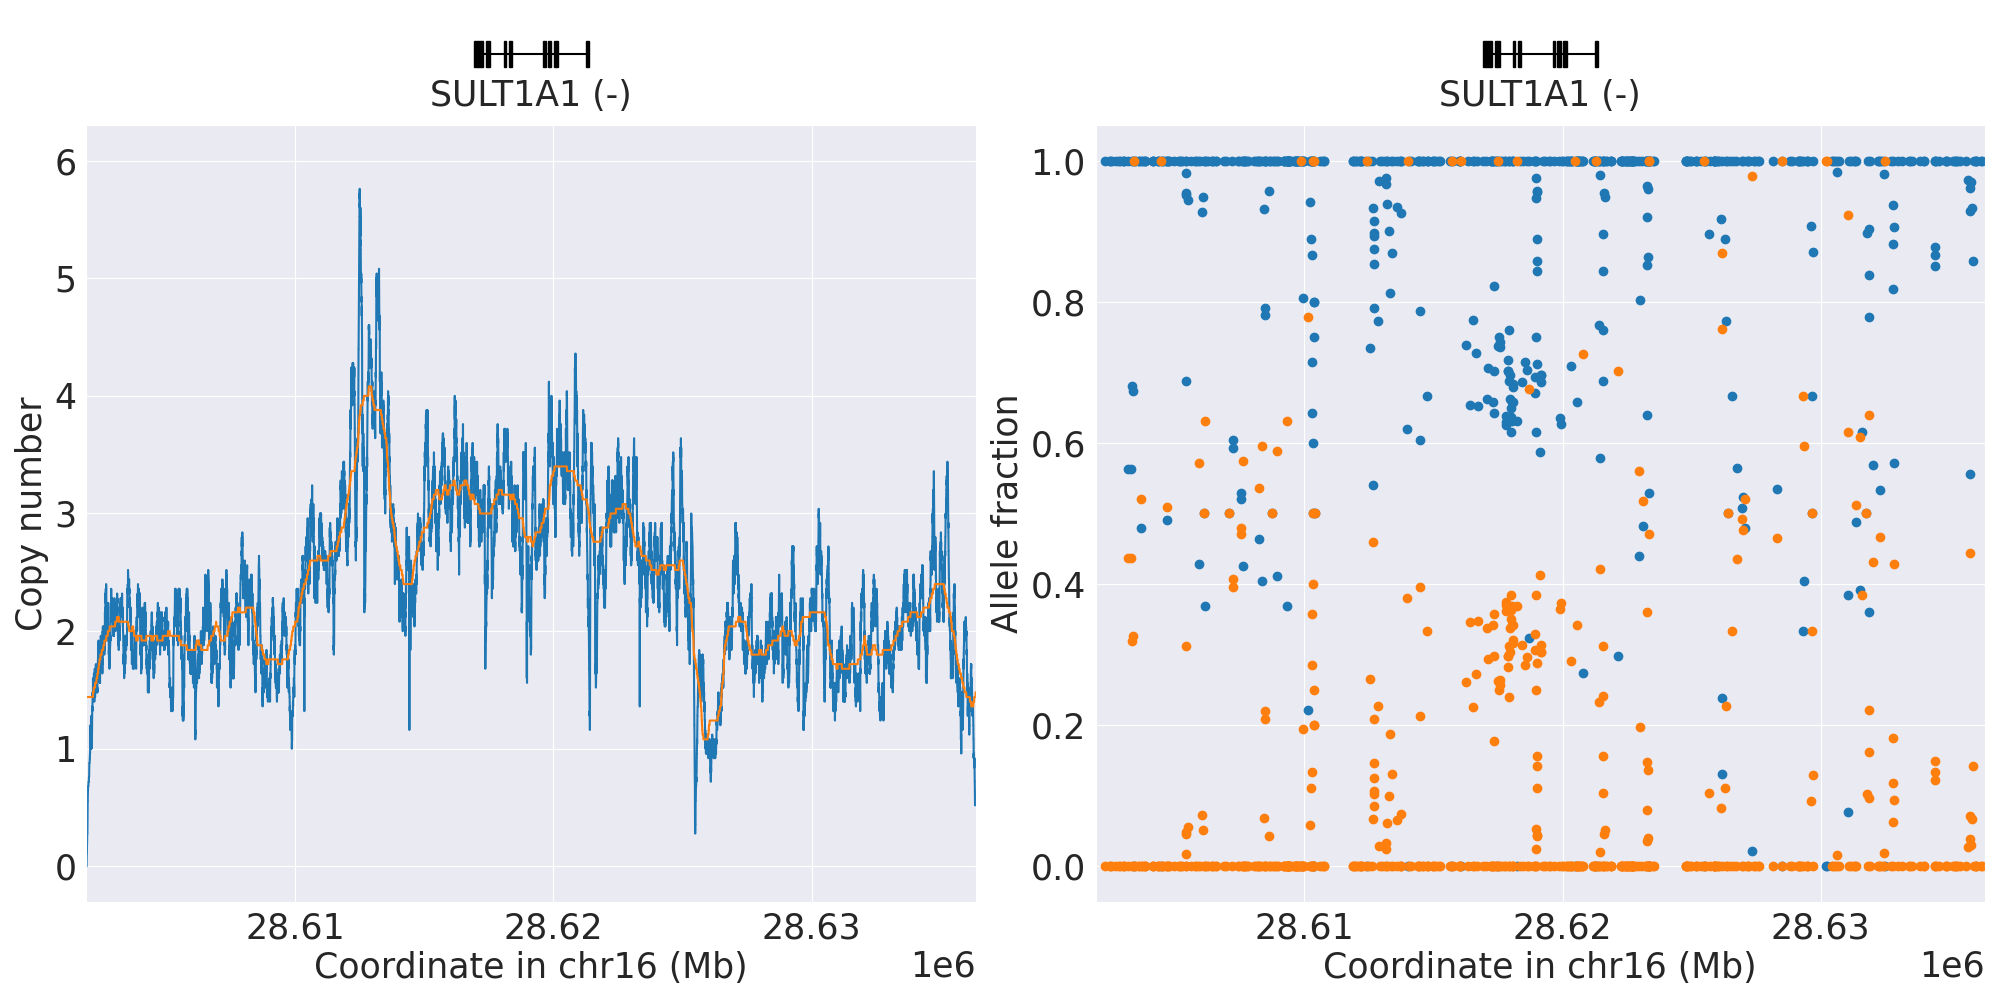 SULT1A1 (-)
Copy number
6
5
4
3
2
1
0
28.61
28.62
28.63
Coordinate in chr16 (Mb)
1e6
SULT1A1 (-)
Allele fraction
1.0
0.8
0.6
0.4
0.2
0.0
28.61
28.62
28.63
Coordinate in chr16 (Mb)
1e6